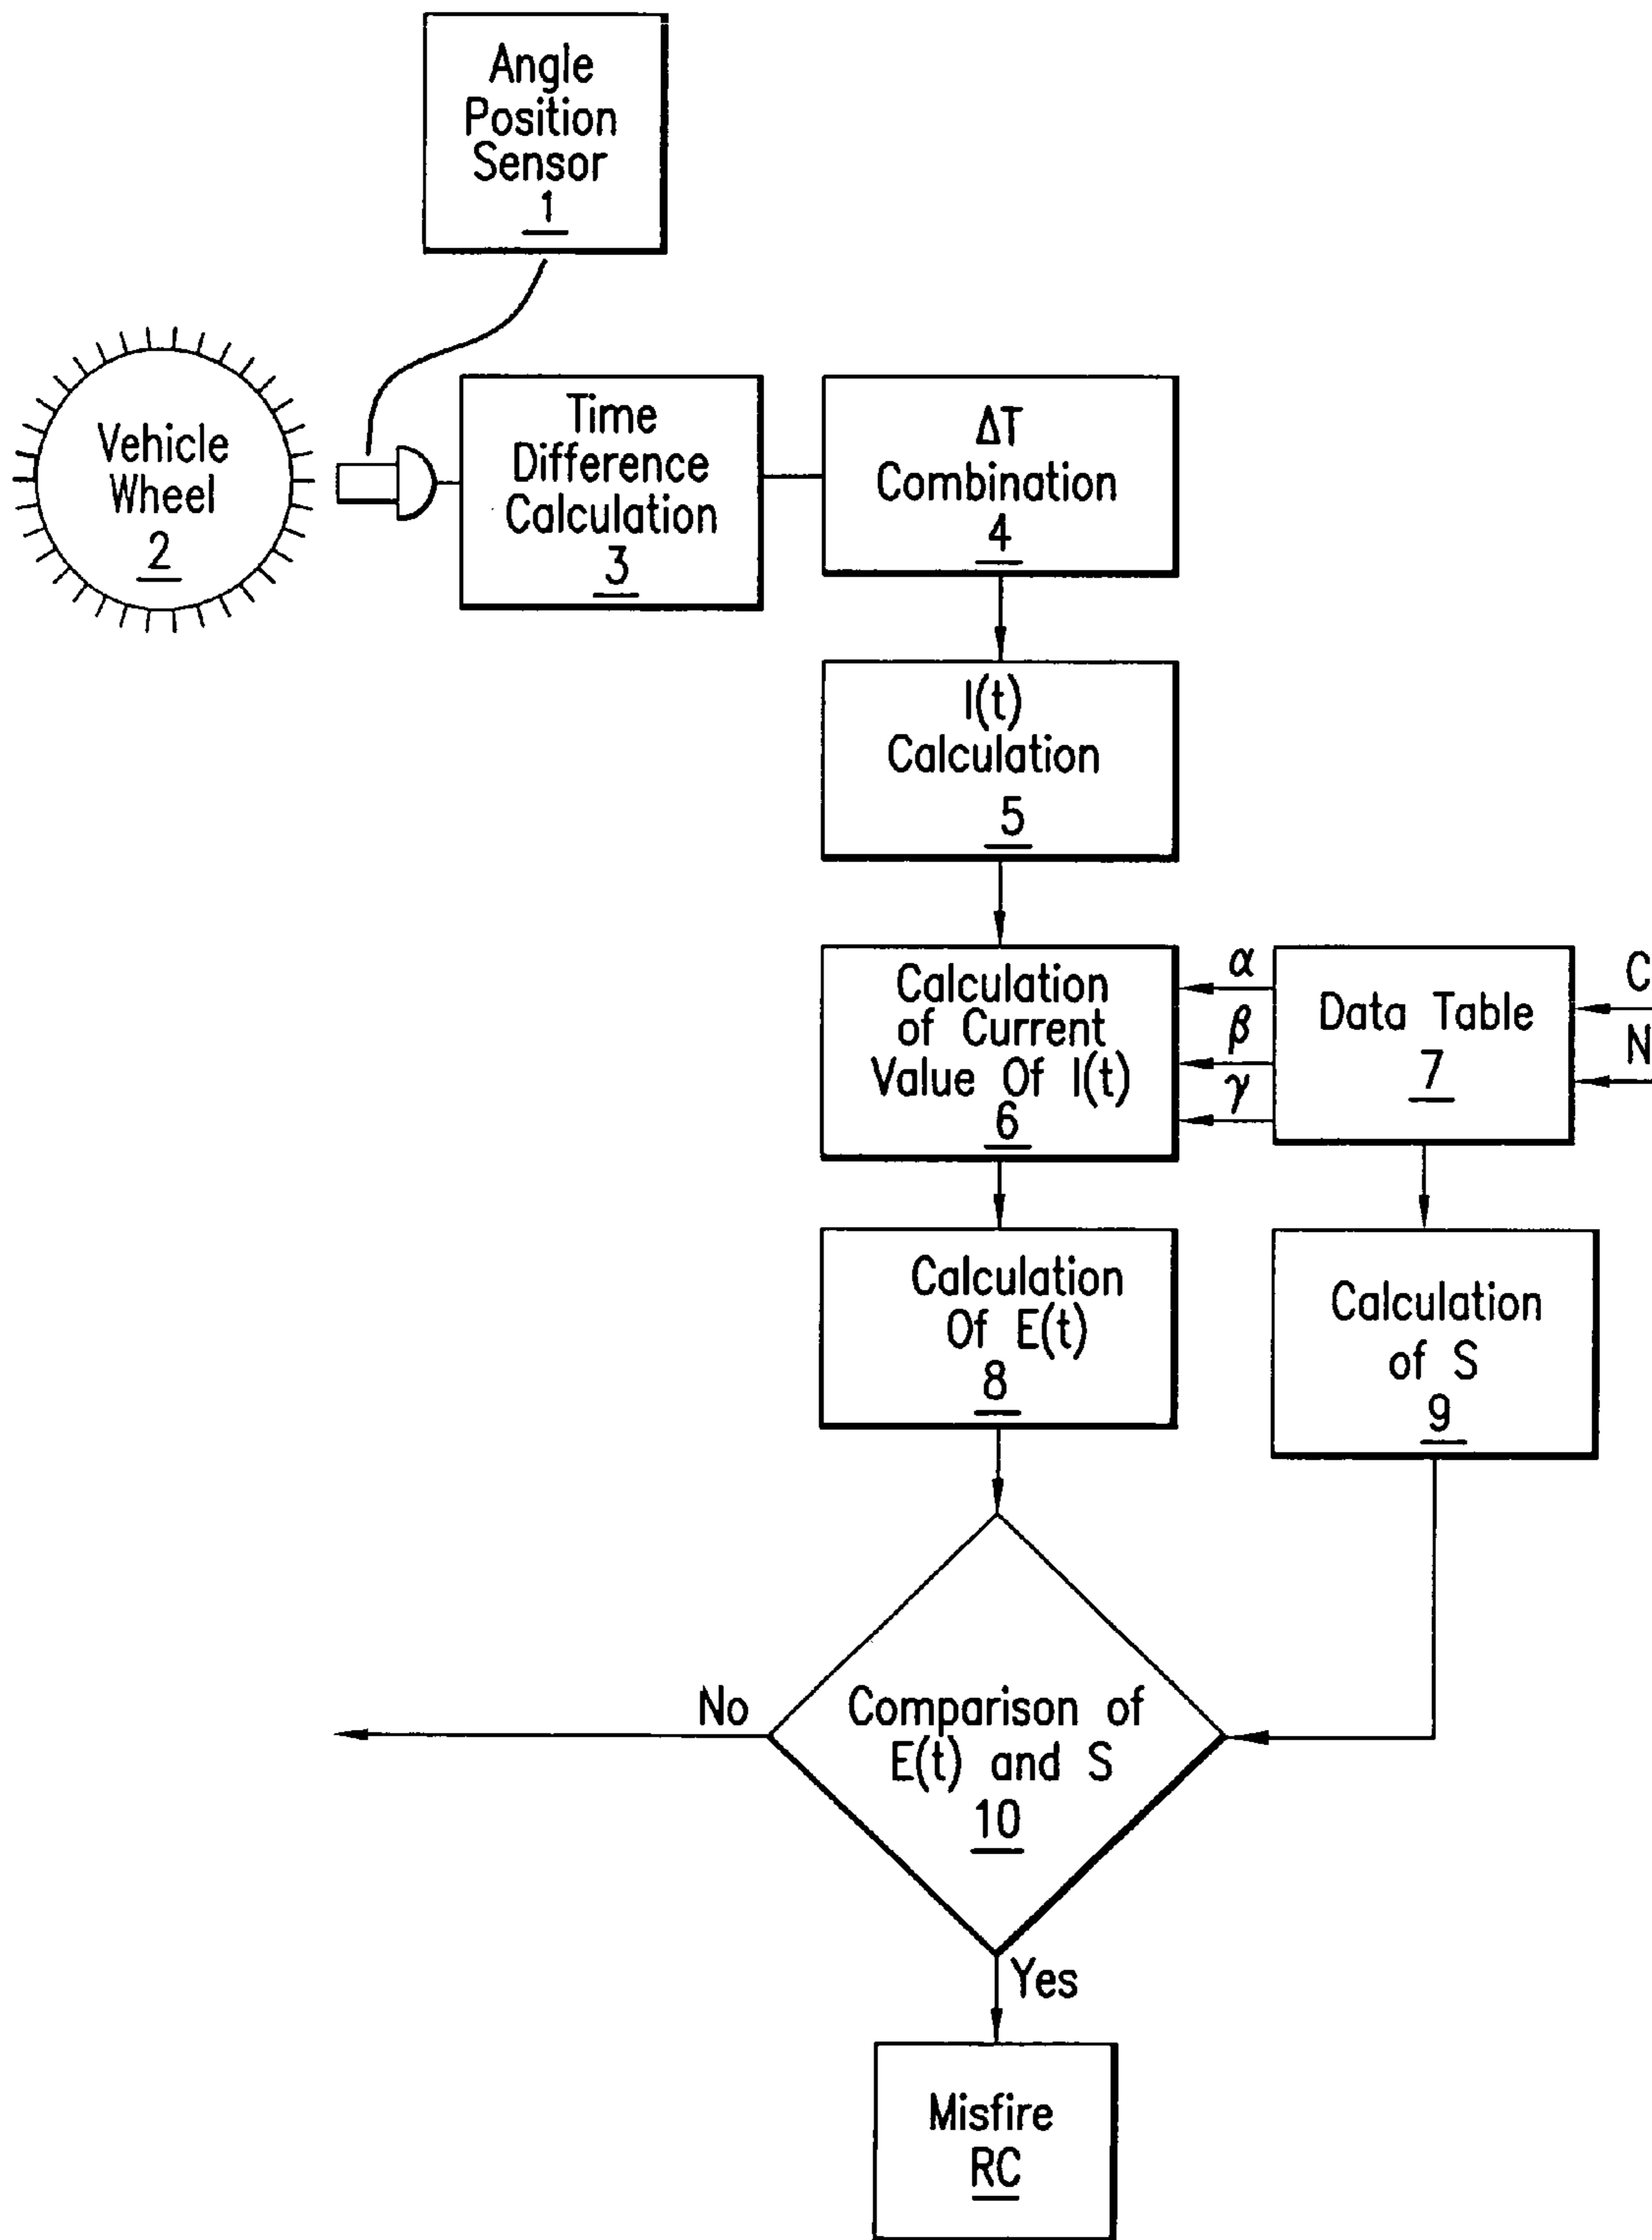 Angle
Position
Sensor
1
Vehicle
Wheel
2
Time
Difference
Calculation
3
ΔT
Combination
4
I(t)
Calculation
5
Calculation
of Current
Value Of I(t)
6
α
β
γ
Data Table
7
C
N
Calculation
Of E(t)
8
Calculation
of S
9
Comparison of
E(t) and S
10
No
Yes
Misfire
RC